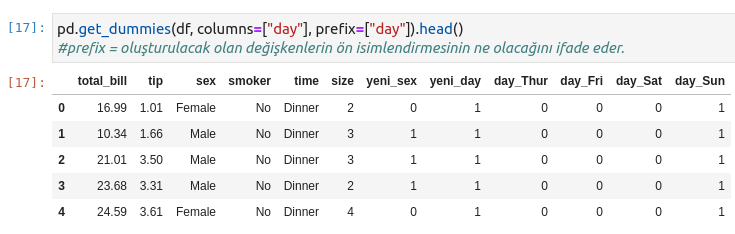 [17]: pd.get_dummies(df, columns=["day"], prefix=["day"]).head()
#prefix = oluşturulacak olan değişkenlerin ön isimlendirmesinin ne olacağını ifade eder.
[17]: total_bill tip sex smoker time size yeni_sex yeni_day day_Thur day_Fri day_Sat day_Sun
0 16.99 1.01 Female No Dinner 2 0 1 0 0 0 1
1 10.34 1.66 Male No Dinner 3 1 1 0 0 0 1
2 21.01 3.50 Male No Dinner 3 1 1 0 0 0 1
3 23.68 3.31 Male No Dinner 2 1 1 0 0 0 1
4 24.59 3.61 Female No Dinner 4 0 1 0 0 0 1